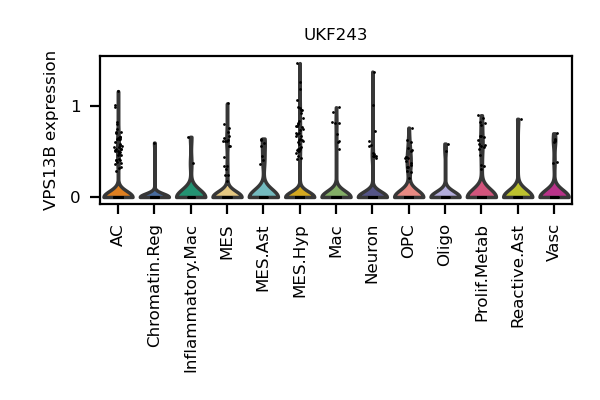 UKF243
VPS13B expression
1
0
AC
Chromatin.Reg
Inflammatory.Mac
MES
MES.Ast
MES.Hyp
Mac
Neuron
OPC
Oligo
Prolif.Metab
Reactive.Ast
Vasc